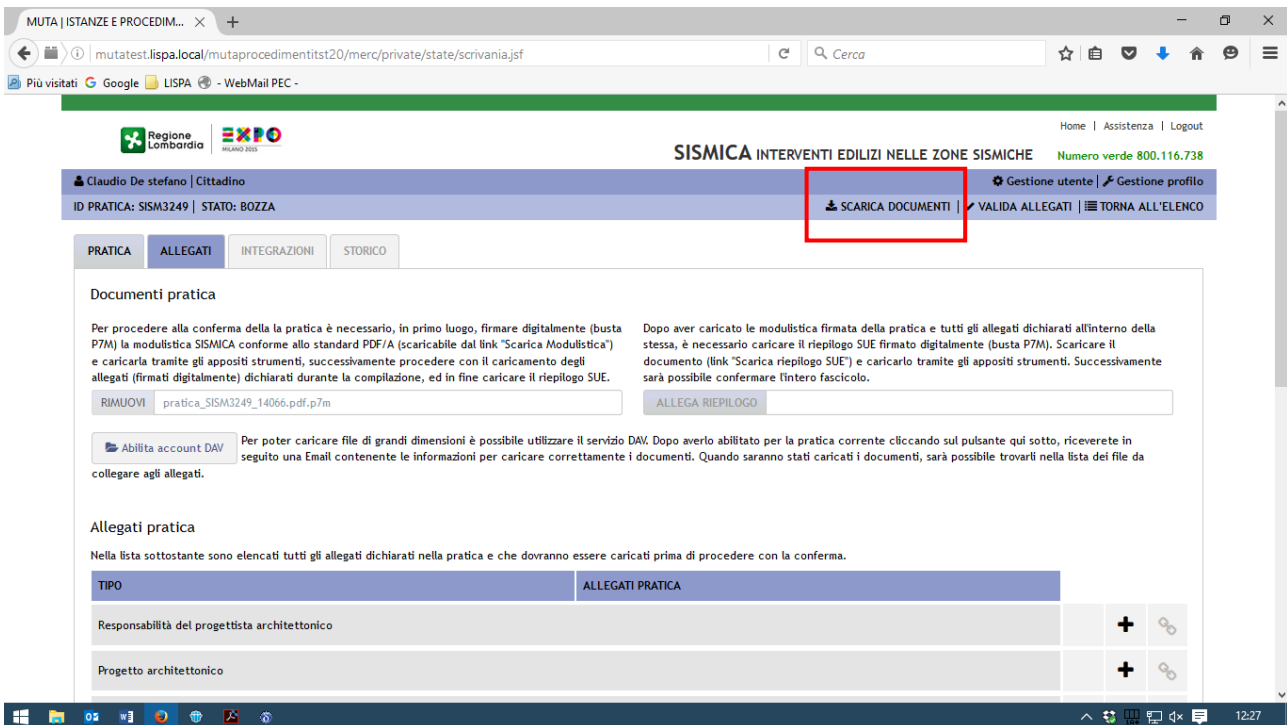 MUTA | ISTANZE E PROCEDIM...
mutatest.lispa.local/mutaprocedimentitst20/merc/private/state/scrivania.jsf
Cerca
Più visitati Google LISPA - WebMail PEC -
Regione
Lombardia
EXPO
MILANO 2015
Home | Assistenza | Logout
SISMICA INTERVENTI EDILIZI NELLE ZONE SISMICHE Numero verde 800.116.738
Claudio De stefano | Cittadino
Gestione utente | Gestione profilo
ID PRATICA: SISM3249 | STATO: BOZZA
SCARICA DOCUMENTI | VALIDA ALLEGATI | TORNA ALL'ELENCO
PRATICA ALLEGATI INTEGRAZIONI STORICO
Documenti pratica
Per procedere alla conferma della la pratica è necessario, in primo luogo, firmare digitalmente (busta
P7M) la modulistica SISMICA conforme allo standard PDF/A (scaricabile dal link "Scarica Modulistica")
e caricarla tramite gli appositi strumenti, successivamente procedere con il caricamento degli
allegati (firmati digitalmente) dichiarati durante la compilazione, ed in fine caricare il riepilogo SUE.
RIMUOVI pratica_SISM3249_14066.pdf.p7m
Dopo aver caricato le modulistica firmata della pratica e tutti gli allegati dichiarati all'interno della
stessa, è necessario caricare il riepilogo SUE firmato digitalmente (busta P7M). Scaricare il
documento (link "Scarica riepilogo SUE") e caricarlo tramite gli appositi strumenti. Successivamente
sarà possibile confermare l'intero fascicolo.
ALLEGA RIEPILOGO
Abilita account DAV
Per poter caricare file di grandi dimensioni è possibile utilizzare il servizio DAV. Dopo averlo abilitato per la pratica corrente cliccando sul pulsante qui sotto, riceverete in
seguito una Email contenente le informazioni per caricare correttamente i documenti. Quando saranno stati caricati i documenti, sarà possibile trovarli nella lista dei file da
collegare agli allegati.
Allegati pratica
Nella lista sottostante sono elencati tutti gli allegati dichiarati nella pratica e che dovranno essere caricati prima di procedere con la conferma.
TIPO ALLEGATI PRATICA
Responsabilità del progettista architettonico
Progetto architettonico
12:27